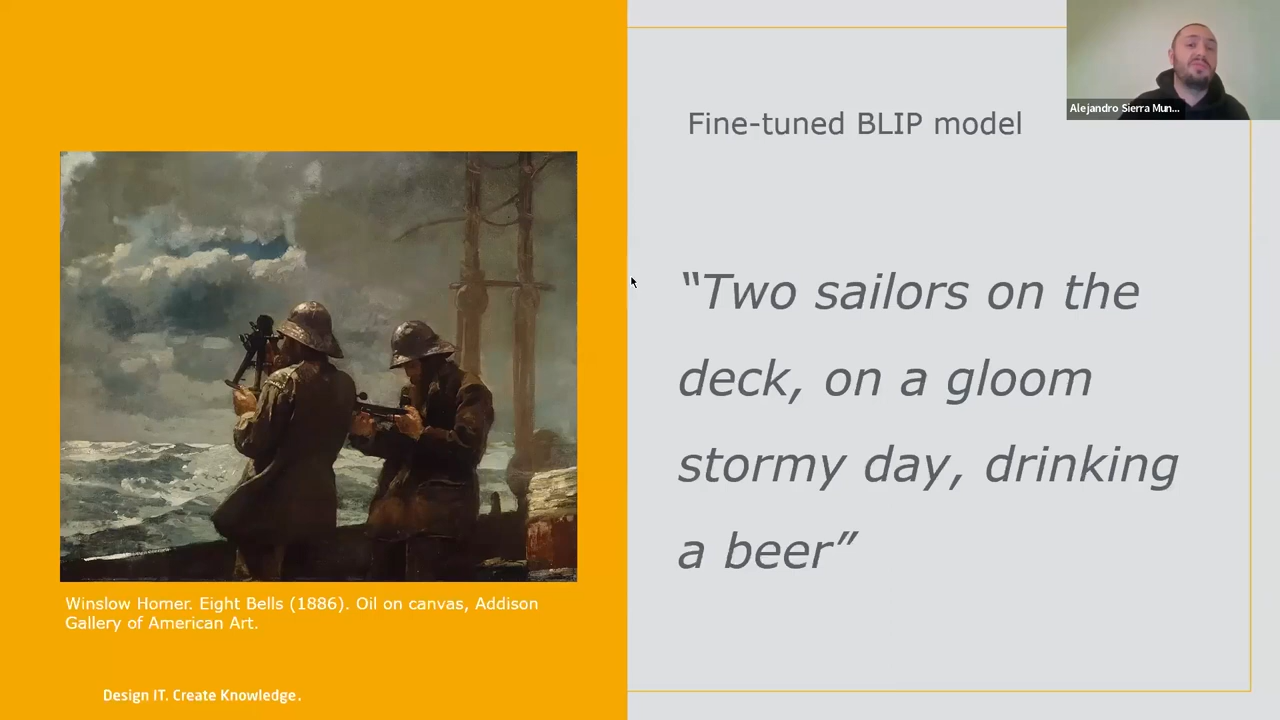 Alejandro Sierra Mun...
Fine-tuned BLIP model
“Two sailors on the
deck, on a gloom
stormy day, drinking
a beer”
Winslow Homer. Eight Bells (1886). Oil on canvas, Addison
Gallery of American Art.
Design IT. Create Knowledge.